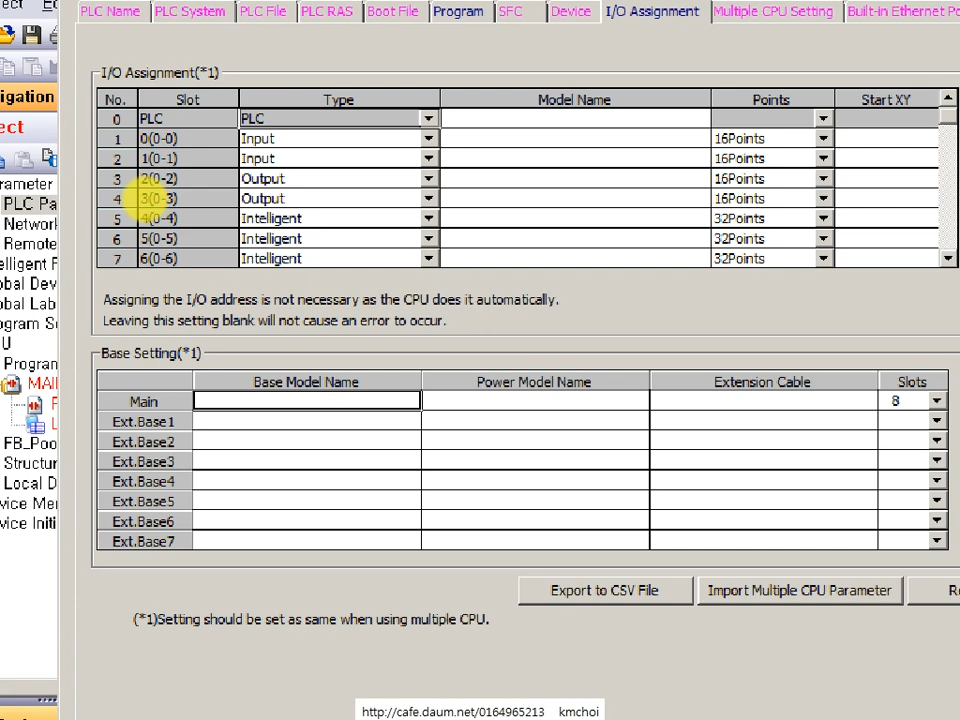 PLC Name PLC System PLC File PLC RAS Boot File Program SFC Device I/O Assignment Multiple CPU Setting Built-in Ethernet Po
igation
ect
rameter
PLC Pa
Network
Remote
elligent F
obal Dev
obal Lab
ogram Se
U
Program
MAI
FB_Poo
Structur
Local D
vice Mer
vice Initi
I/O Assignment(*1)
No. Slot Type Model Name Points Start XY
0 PLC PLC
1 0(0-0) Input 16Points
2 1(0-1) Input 16Points
3 2(0-2) Output 16Points
4 3(0-3) Output 16Points
5 4(0-4) Intelligent 32Points
6 5(0-5) Intelligent 32Points
7 6(0-6) Intelligent 32Points
Assigning the I/O address is not necessary as the CPU does it automatically.
Leaving this setting blank will not cause an error to occur.
Base Setting(*1)
Base Model Name Power Model Name Extension Cable Slots
Main 8
Ext.Base1
Ext.Base2
Ext.Base3
Ext.Base4
Ext.Base5
Ext.Base6
Ext.Base7
Export to CSV File Import Multiple CPU Parameter Re
(*1)Setting should be set as same when using multiple CPU.
http://cafe.daum.net/0164965213 kmchoi